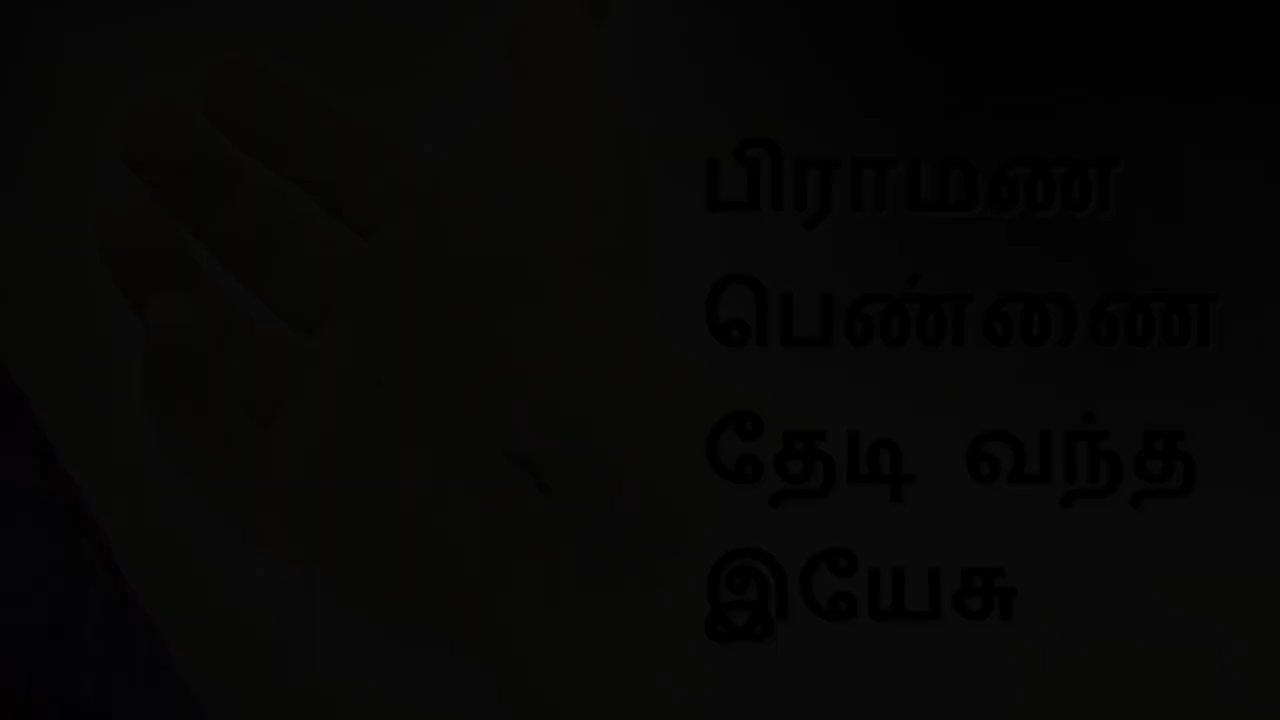 பிராமண
பெண்ணை
தேடி வந்த
இயேசு